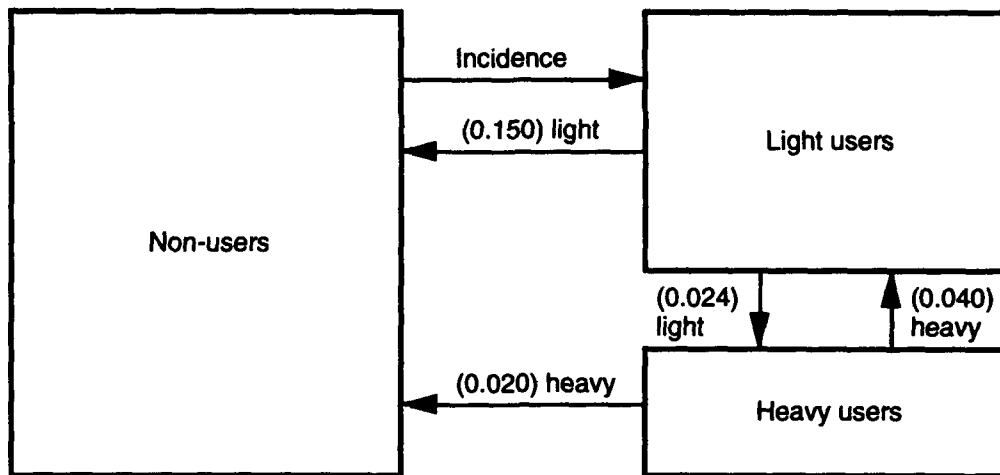 Incidence
(0.150) light
Light users
Non-users
(0.024)
light
(0.040)
heavy
(0.020) heavy
Heavy users